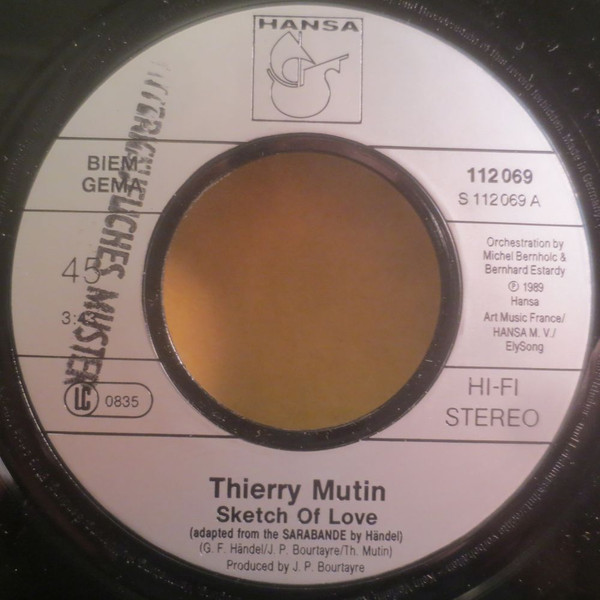 HANSA
BIEM
GEMA
112 069
S 112 069 A
45
3:43
LC 0835
UNVERKÄUFLICHES MUSTER
Orchestration by
Michel Bernholc &
Bernhard Estardy
℗ 1989
Hansa
Art Music France/
HANSA M. V./
ElySong
HI-FI
STEREO
Thierry Mutin
Sketch Of Love
(adapted from the SARABANDE by Händel)
(G. F. Händel/J. P. Bourtayre/Th. Mutin)
Produced by J. P. Bourtayre